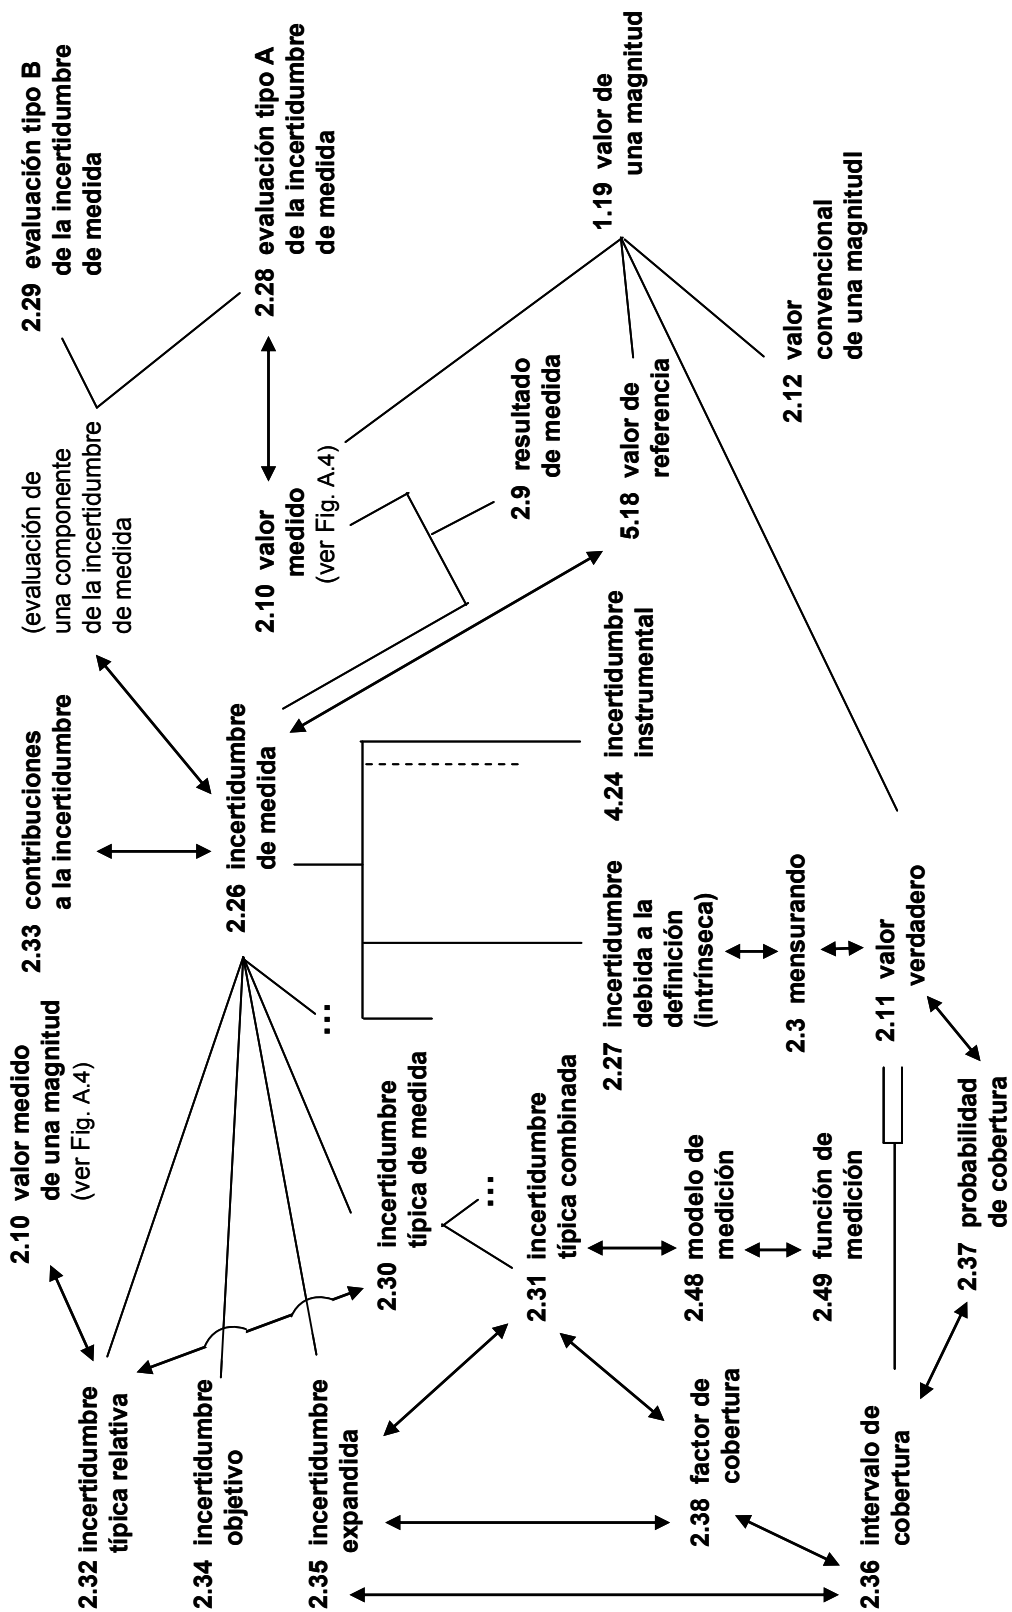 2.29 evaluación tipo B
de la incertidumbre
de medida
2.28 evaluación tipo A
de la incertidumbre
de medida
1.19 valor de
una magnitud
(evaluación de
una componente
de la incertidumbre
de medida
2.10 valor
medido
(ver Fig. A.4)
2.9 resultado
de medida
5.18 valor de
referencia
2.12 valor
convencional
de una magnitudl
2.33 contribuciones
a la incertidumbre
2.26 incertidumbre
de medida
4.24 incertidumbre
instrumental
2.10 valor medido
de una magnitud
(ver Fig. A.4)
...
2.30 incertidumbre
típica de medida
...
2.31 incertidumbre
típica combinada
2.27 incertidumbre
debida a la
definición
(intrínseca)
2.3 mensurando
2.11 valor
verdadero
2.48 modelo de
medición
2.49 función de
medición
2.37 probabilidad
de cobertura
2.32 incertidumbre
típica relativa
2.34 incertidumbre
objetivo
2.35 incertidumbre
expandida
2.38 factor de
cobertura
2.36 intervalo de
cobertura